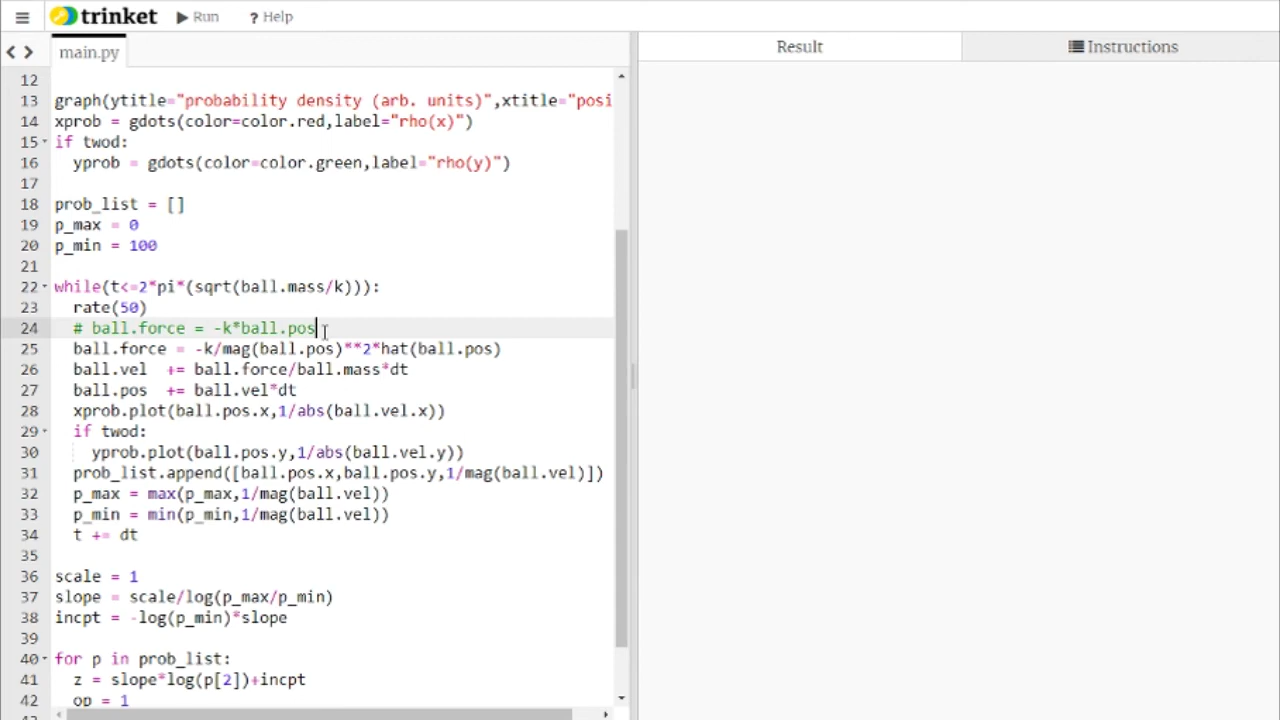 trinket
Run
? Help
main.py
Result
Instructions
12
13 graph(ytitle="probability density (arb. units)",xtitle="posi
14 xprob = gdots(color=color.red,label="rho(x)")
15 if twod:
16 yprob = gdots(color=color.green,label="rho(y)")
17
18 prob_list = []
19 p_max = 0
20 p_min = 100
21
22 while(t<=2*pi*(sqrt(ball.mass/k))):
23 rate(50)
24 # ball.force = -k*ball.pos
25 ball.force = -k/mag(ball.pos)**2*hat(ball.pos)
26 ball.vel += ball.force/ball.mass*dt
27 ball.pos += ball.vel*dt
28 xprob.plot(ball.pos.x,1/abs(ball.vel.x))
29 if twod:
30 yprob.plot(ball.pos.y,1/abs(ball.vel.y))
31 prob_list.append([ball.pos.x,ball.pos.y,1/mag(ball.vel)])
32 p_max = max(p_max,1/mag(ball.vel))
33 p_min = min(p_min,1/mag(ball.vel))
34 t += dt
35
36 scale = 1
37 slope = scale/log(p_max/p_min)
38 incpt = -log(p_min)*slope
39
40 for p in prob_list:
41 z = slope*log(p[2])+incpt
42 op = 1